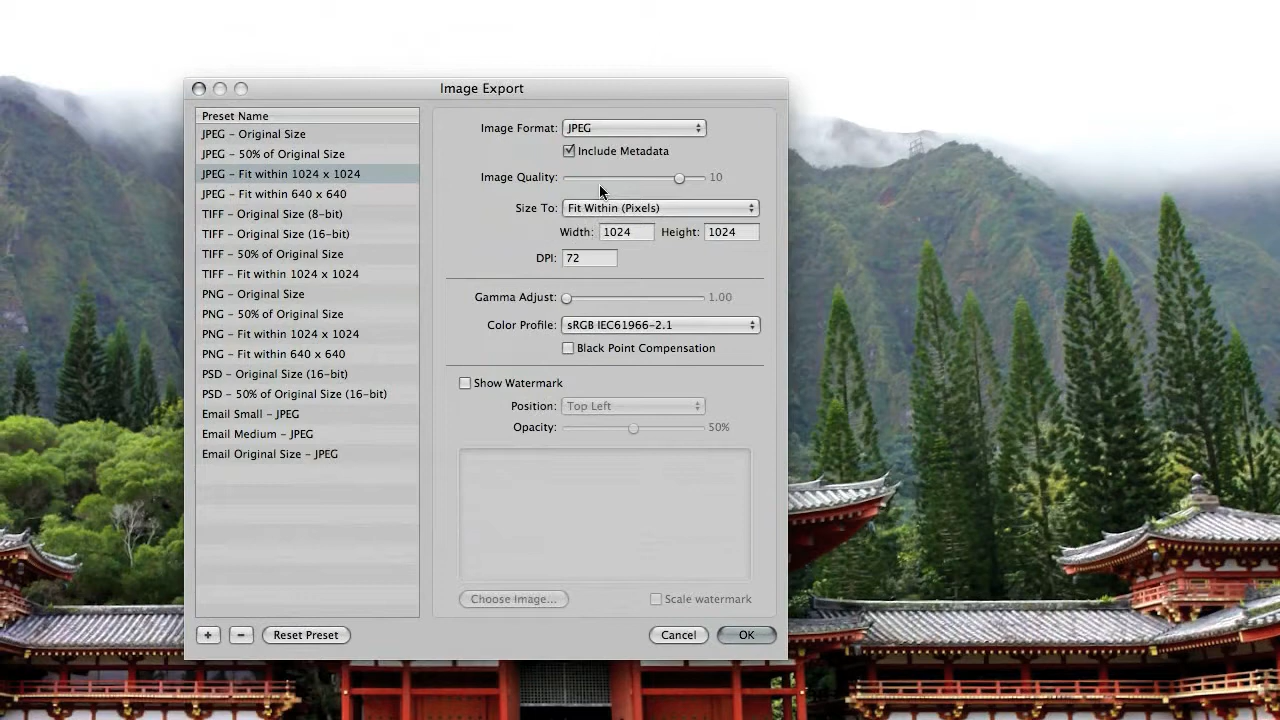 Image Export
Preset Name
JPEG – Original Size
JPEG – 50% of Original Size
JPEG – Fit within 1024 x 1024
JPEG – Fit within 640 x 640
TIFF – Original Size (8-bit)
TIFF – Original Size (16-bit)
TIFF – 50% of Original Size
TIFF – Fit within 1024 x 1024
PNG – Original Size
PNG – 50% of Original Size
PNG – Fit within 1024 x 1024
PNG – Fit within 640 x 640
PSD – Original Size (16-bit)
PSD – 50% of Original Size (16-bit)
Email Small – JPEG
Email Medium – JPEG
Email Original Size – JPEG
Reset Preset
Image Format: JPEG
Include Metadata
Image Quality: 10
Size To: Fit Within (Pixels)
Width: 1024 Height: 1024
DPI: 72
Gamma Adjust: 1.00
Color Profile: sRGB IEC61966-2.1
Black Point Compensation
Show Watermark
Position: Top Left
Opacity: 50%
Choose Image... Scale watermark
Cancel OK